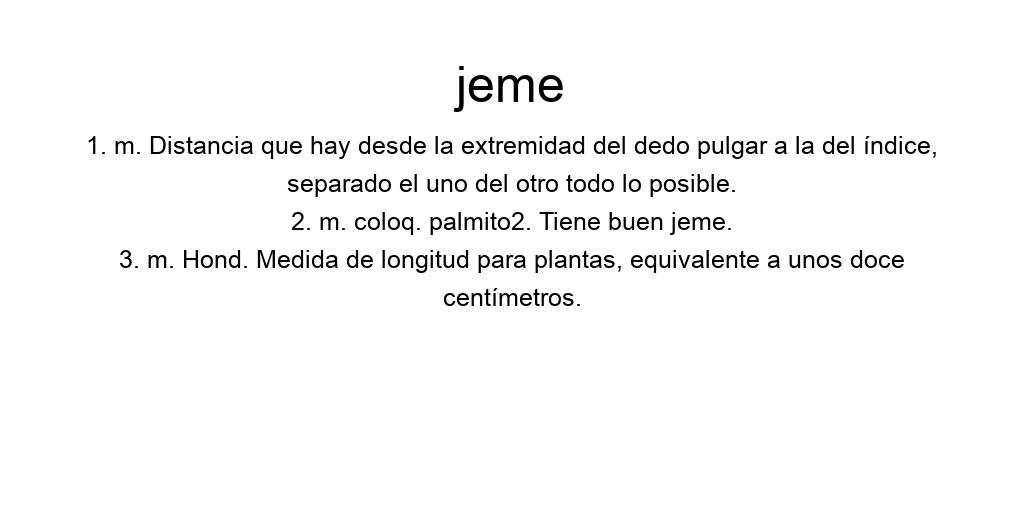 jeme
1. m. Distancia que hay desde la extremidad del dedo pulgar a la del índice,
separado el uno del otro todo lo posible.
2. m. coloq. palmito2. Tiene buen jeme.
3. m. Hond. Medida de longitud para plantas, equivalente a unos doce
centímetros.